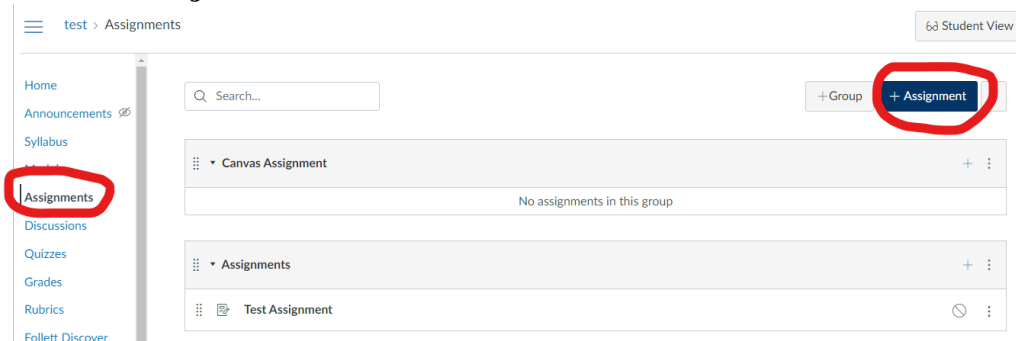 test > Assignments
Student View
Home
Search...
+Group
+ Assignment
Announcements
Syllabus
Canvas Assignment
Assignments
No assignments in this group
Discussions
Quizzes
Assignments
Grades
Rubrics
Test Assignment
Follett Discover